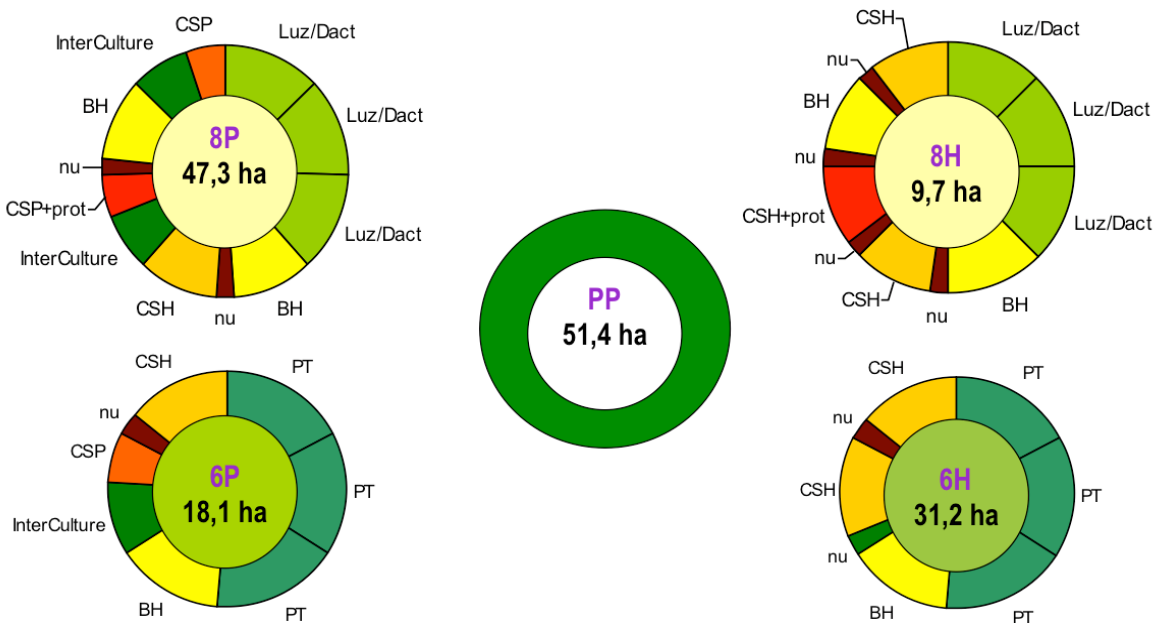 CSP
Luz/Dact
InterCulture
Luz/Dact
BH
8P
47,3 ha
nu
CSP+prot
Luz/Dact
InterCulture
CSH
nu
BH
CSH
Luz/Dact
nu
BH
Luz/Dact
8H
9,7 ha
nu
CSH+prot
Luz/Dact
nu
CSH
nu
BH
PP
51,4 ha
CSH
PT
nu
CSP
6P
18,1 ha
PT
InterCulture
BH
PT
CSH
PT
nu
CSH
6H
31,2 ha
PT
nu
BH
PT